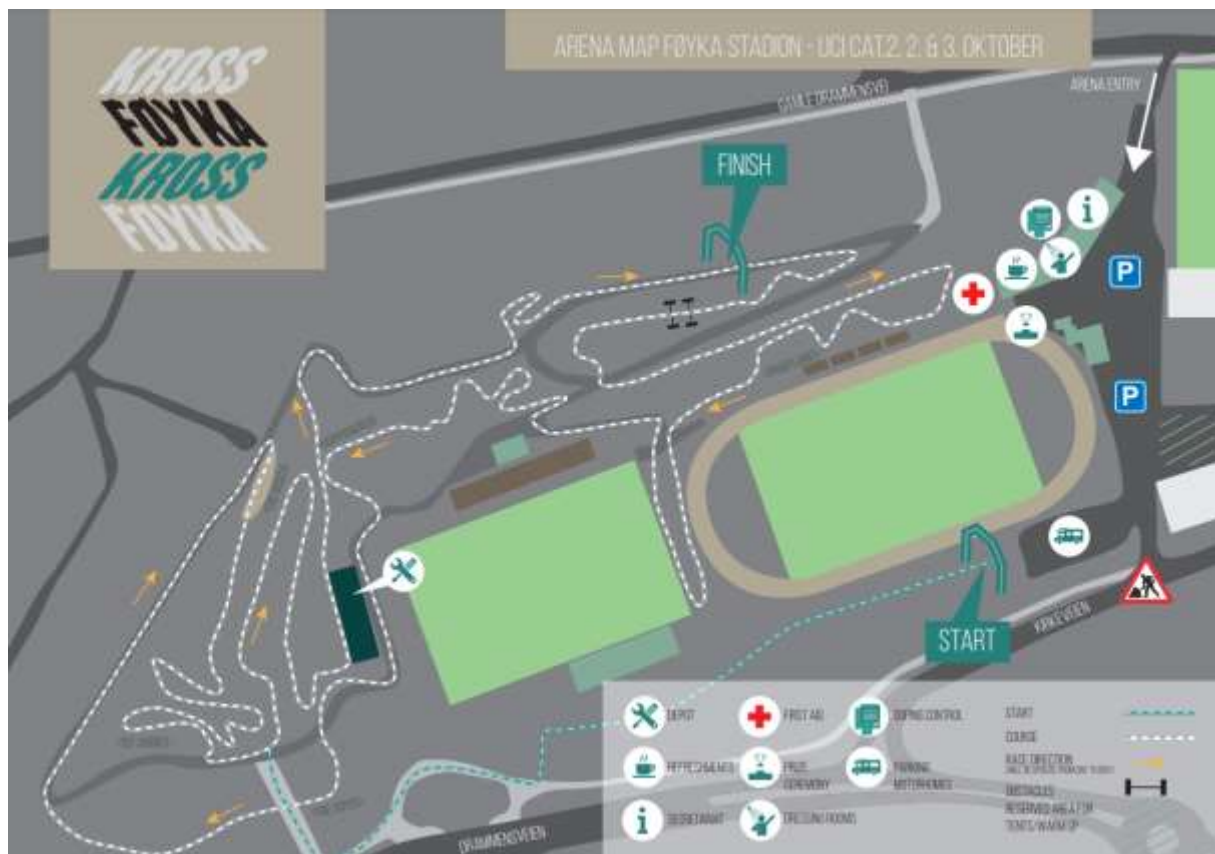 KROSS
FØYKA
KROSS
FØYKA
ARENA MAP FØYKA STADION - UCI CAT.2. 2. & 3. OKTOBER
GAMLE DRAMMENSVEI
ARENA ENTRY
FINISH
i
P
P
START
KIRKEVEIEN
DRAMMENSVEIEN
DEPOT
FIRST AID
DOPING CONTROL
START
COURSE
REFRESHMENTS
PRIZE
CEREMONY
PARKING
MOTORHOMES
RACE DIRECTION
OBSTACLES
i
SECRETARIAT
DRESSING ROOMS
RESERVED AREA FOR
TENTS/WARM UP